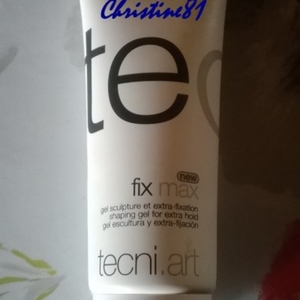 Christine81
te
new
fix max
gel sculpture et extra-fixation
shaping gel for extra hold
gel escultura y extra-fijación
tecni.art